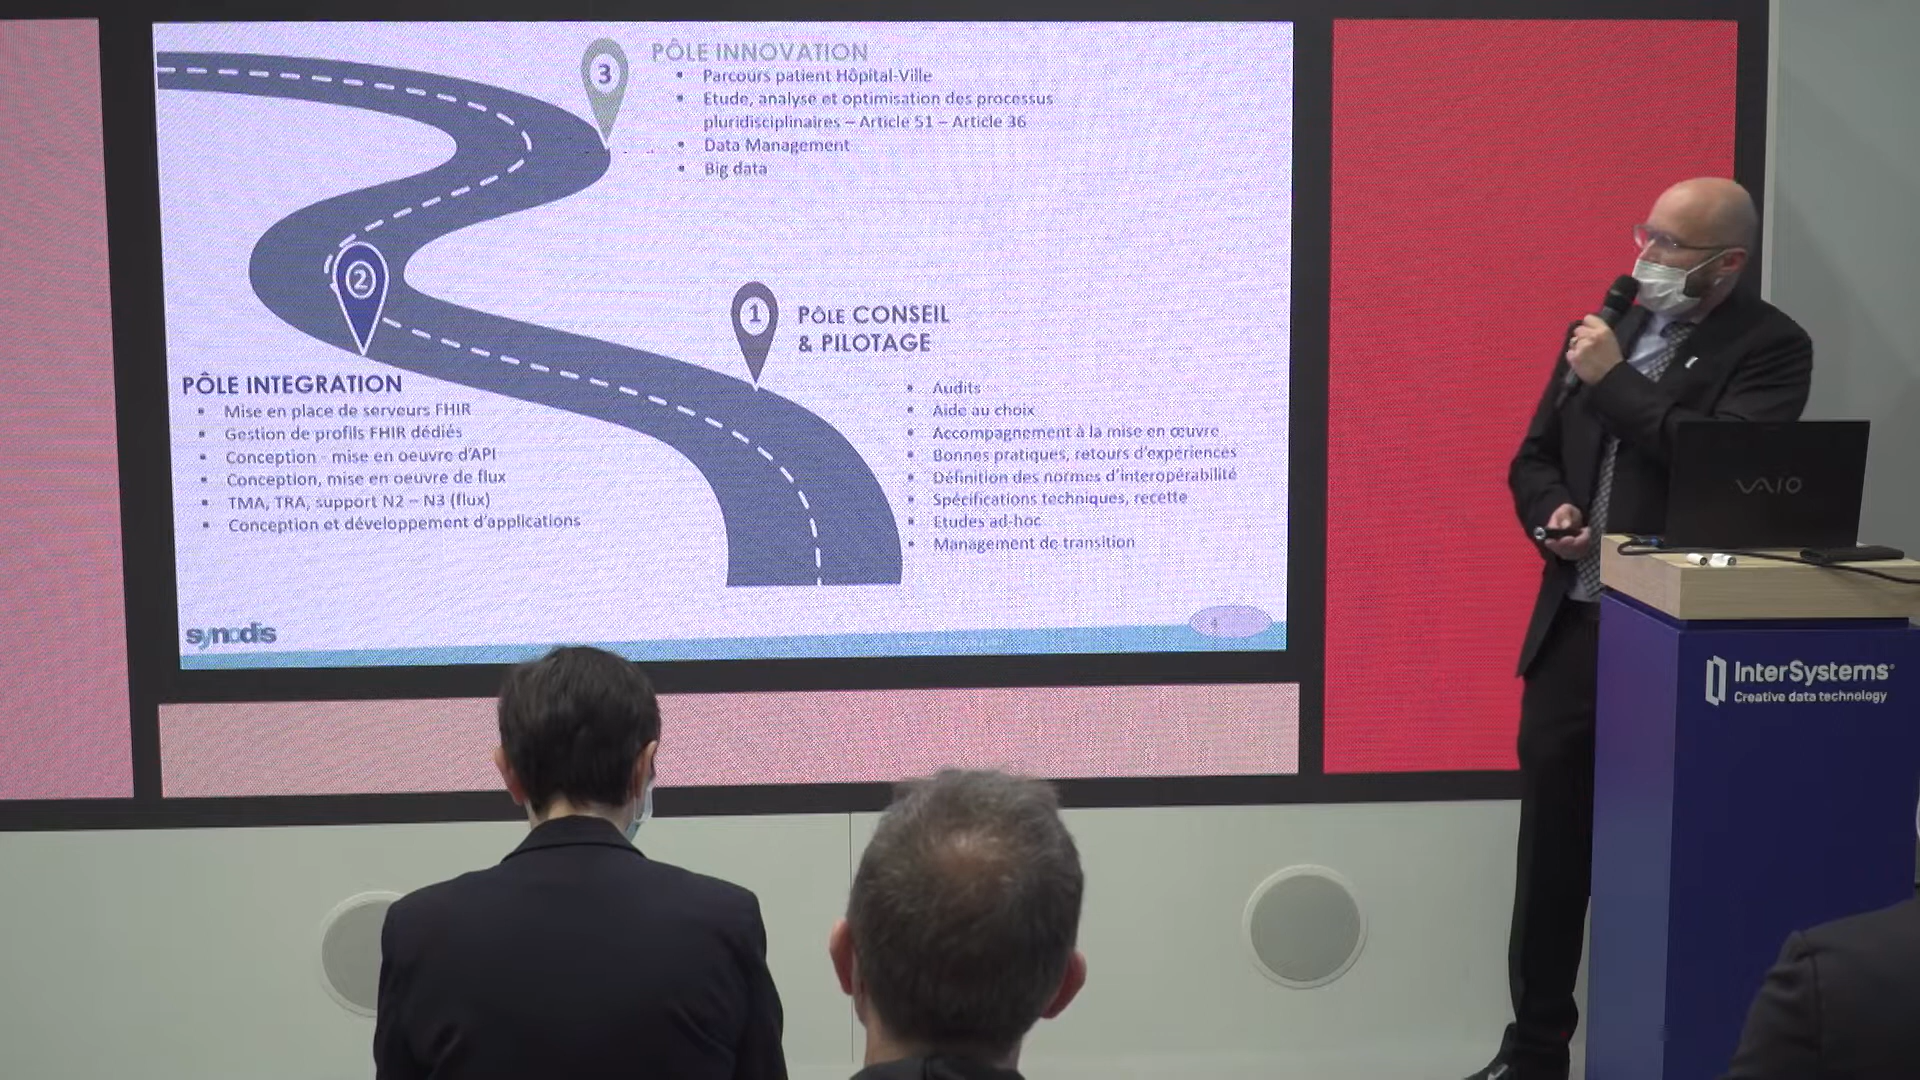 3
PÔLE INNOVATION
Parcours patient Hôpital-Ville
Etude, analyse et optimisation des processus
pluridisciplinaires – Article 51 – Article 36
Data Management
Big data
2
1
PÔLE CONSEIL
& PILOTAGE
PÔLE INTEGRATION
Mise en place de serveurs FHIR
Gestion de profils FHIR dédiés
Conception - mise en oeuvre d'API
Conception, mise en oeuvre de flux
TMA, TRA, support N2 – N3 (flux)
Conception et développement d'applications
Audits
Aide au choix
Accompagnement à la mise en œuvre
Bonnes pratiques, retours d'expériences
Définition des normes d'interopérabilité
Spécifications techniques, recette
Etudes ad-hoc
Management de transition
synodis
4
VAIO
InterSystems®
Creative data technology